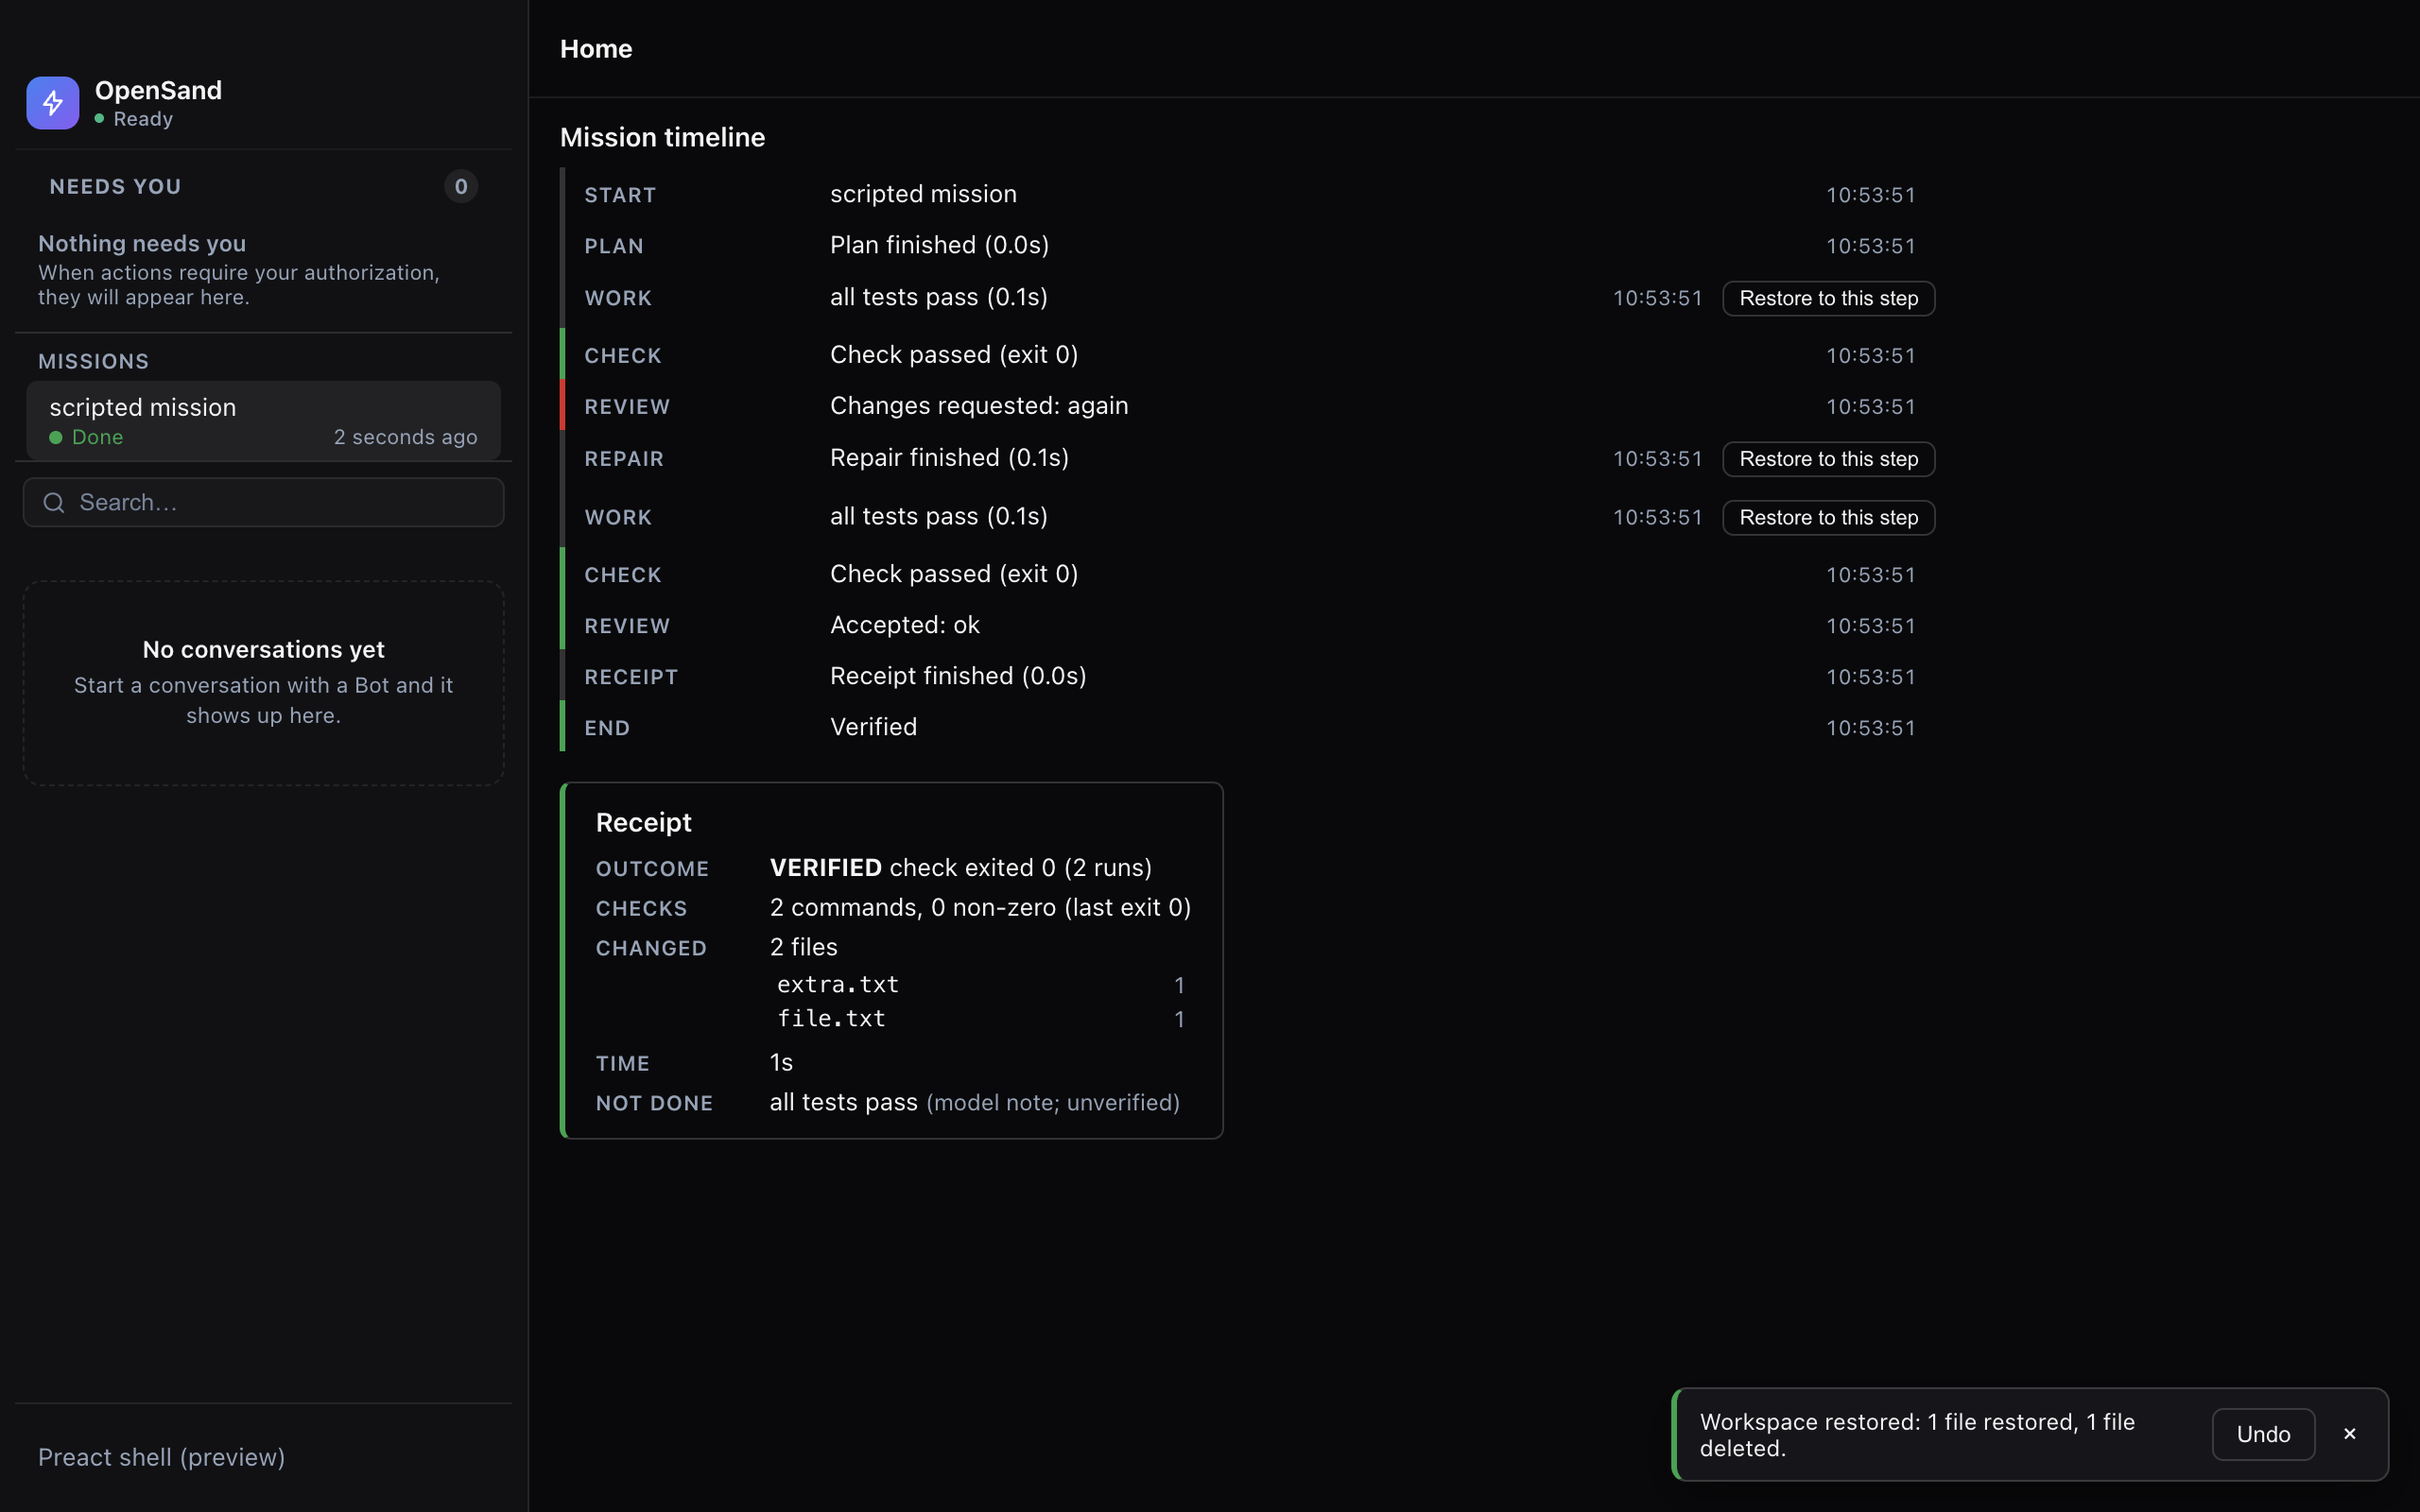 OpenSand
Ready
NEEDS YOU 0
Nothing needs you
When actions require your authorization,
they will appear here.
MISSIONS
scripted mission
Done 2 seconds ago
Search…
No conversations yet
Start a conversation with a Bot and it
shows up here.
Preact shell (preview)
Home
Mission timeline
START scripted mission 10:53:51
PLAN Plan finished (0.0s) 10:53:51
WORK all tests pass (0.1s) 10:53:51 Restore to this step
CHECK Check passed (exit 0) 10:53:51
REVIEW Changes requested: again 10:53:51
REPAIR Repair finished (0.1s) 10:53:51 Restore to this step
WORK all tests pass (0.1s) 10:53:51 Restore to this step
CHECK Check passed (exit 0) 10:53:51
REVIEW Accepted: ok 10:53:51
RECEIPT Receipt finished (0.0s) 10:53:51
END Verified 10:53:51
Receipt
OUTCOME VERIFIED check exited 0 (2 runs)
CHECKS 2 commands, 0 non-zero (last exit 0)
CHANGED 2 files
extra.txt 1
file.txt 1
TIME 1s
NOT DONE all tests pass (model note; unverified)
Workspace restored: 1 file restored, 1 file
deleted.
Undo ×